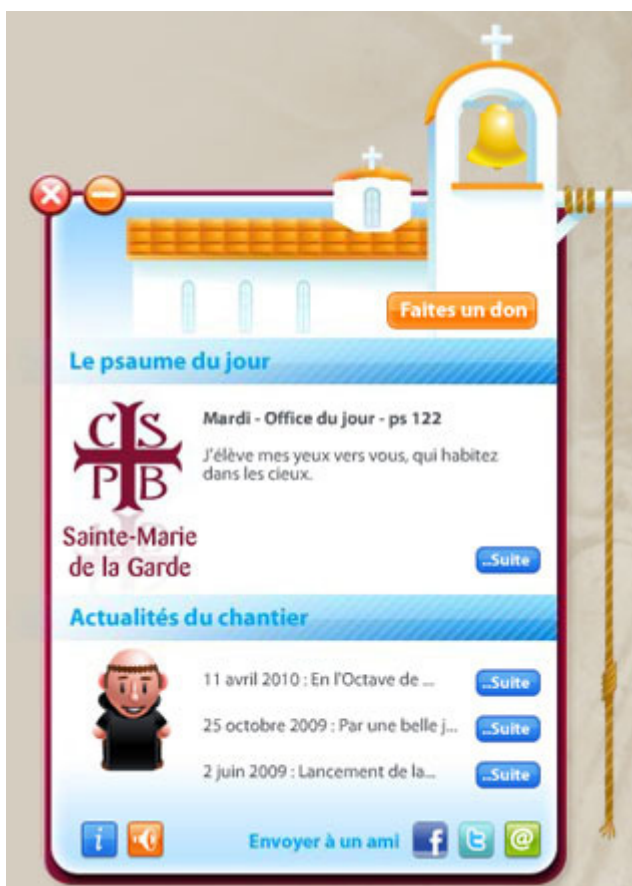 Faites un don
Le psaume du jour
CS
PB
Sainte-Marie
de la Garde
Mardi - Office du jour - ps 122
J'élève mes yeux vers vous, qui habitez
dans les cieux.
...Suite
Actualités du chantier
11 avril 2010 : En l'Octave de ...
...Suite
25 octobre 2009 : Par une belle j...
...Suite
2 juin 2009 : Lancement de la...
...Suite
i
Envoyer à un ami
f
t
@